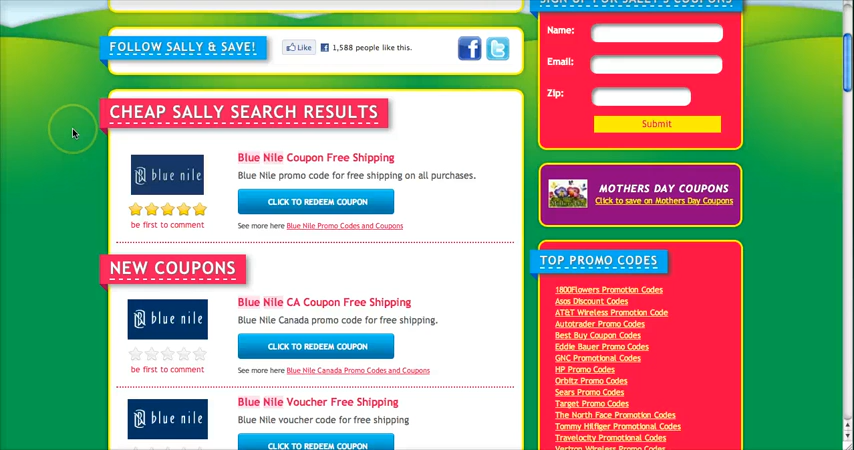 SIGN UP FOR SALLY'S COUPONS
FOLLOW SALLY & SAVE!
Like
1,588 people like this.
Name:
Email:
Zip:
Submit
CHEAP SALLY SEARCH RESULTS
blue nile
Blue Nile Coupon Free Shipping
Blue Nile promo code for free shipping on all purchases.
CLICK TO REDEEM COUPON
be first to comment
See more here Blue Nile Promo Codes and Coupons
MOTHERS DAY COUPONS
Click to save on Mothers Day Coupons
NEW COUPONS
blue nile
Blue Nile CA Coupon Free Shipping
Blue Nile Canada promo code for free shipping.
CLICK TO REDEEM COUPON
be first to comment
See more here Blue Nile Canada Promo Codes and Coupons
blue nile
Blue Nile Voucher Free Shipping
Blue Nile voucher code for free shipping
CLICK TO REDEEM COUPON
TOP PROMO CODES
1800Flowers Promotion Codes
Asos Discount Codes
AT&T Wireless Promotion Code
Autotrader Promo Codes
Best Buy Coupon Codes
Eddie Bauer Promo Codes
GNC Promotional Codes
HP Promo Codes
Orbitz Promo Codes
Sears Promo Codes
Target Promo Codes
The North Face Promotion Codes
Tommy Hilfiger Promotional Codes
Travelocity Promotional Codes
Verizon Wireless Promo Codes